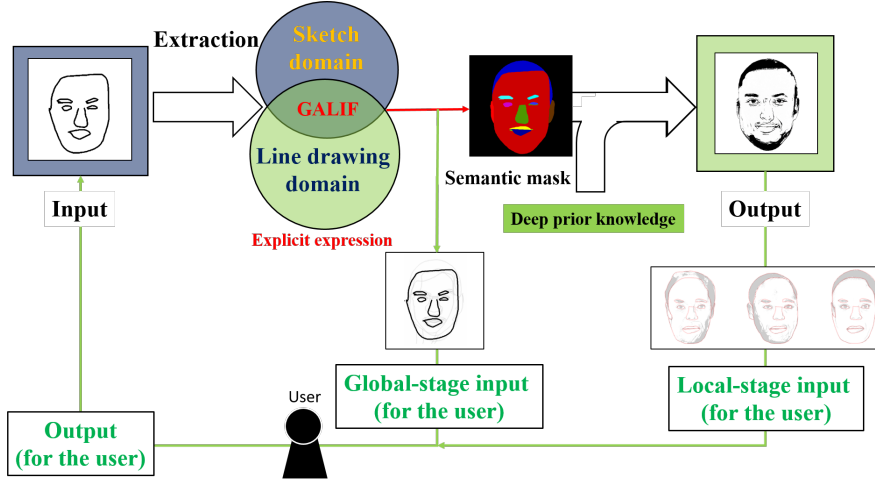 Extraction
Sketch
domain
GALIF
Line drawing
domain
Explicit expression
Semantic mask
Deep prior knowledge
Input
Output
Global-stage input
(for the user)
Local-stage input
(for the user)
User
Output
(for the user)